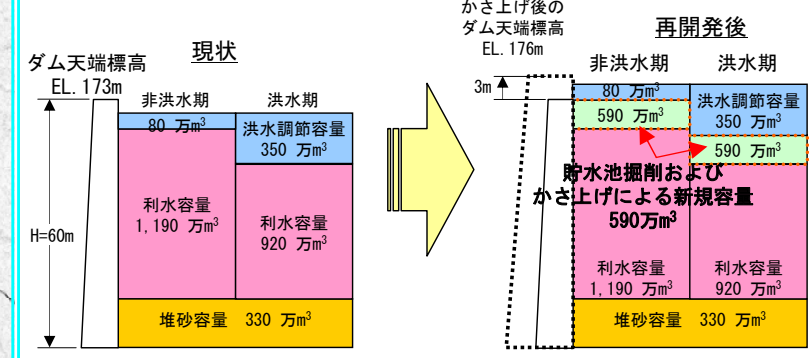 現状
ダム天端標高
EL. 173m
非洪水期 洪水期
80 万m³
洪水調節容量
350 万m³
利水容量
1,190 万m³
利水容量
920 万m³
H=60m
堆砂容量 330 万m³
かさ上げ後の
ダム天端標高
EL. 176m
再開発後
非洪水期 洪水期
3m
80 万m³
590 万m³
洪水調節容量
350 万m³
590 万m³
貯水池掘削および
かさ上げによる新規容量
590万m³
利水容量
1,190 万m³
利水容量
920 万m³
堆砂容量 330 万m³